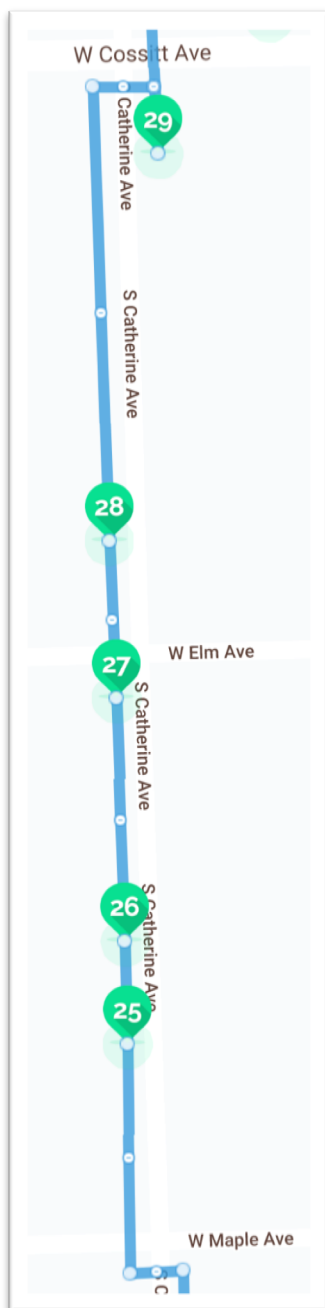 W Cossitt Ave
29
Catherine Ave
S Catherine Ave
28
W Elm Ave
27
S Catherine Ave
26
S Catherine Ave
25
W Maple Ave
S C